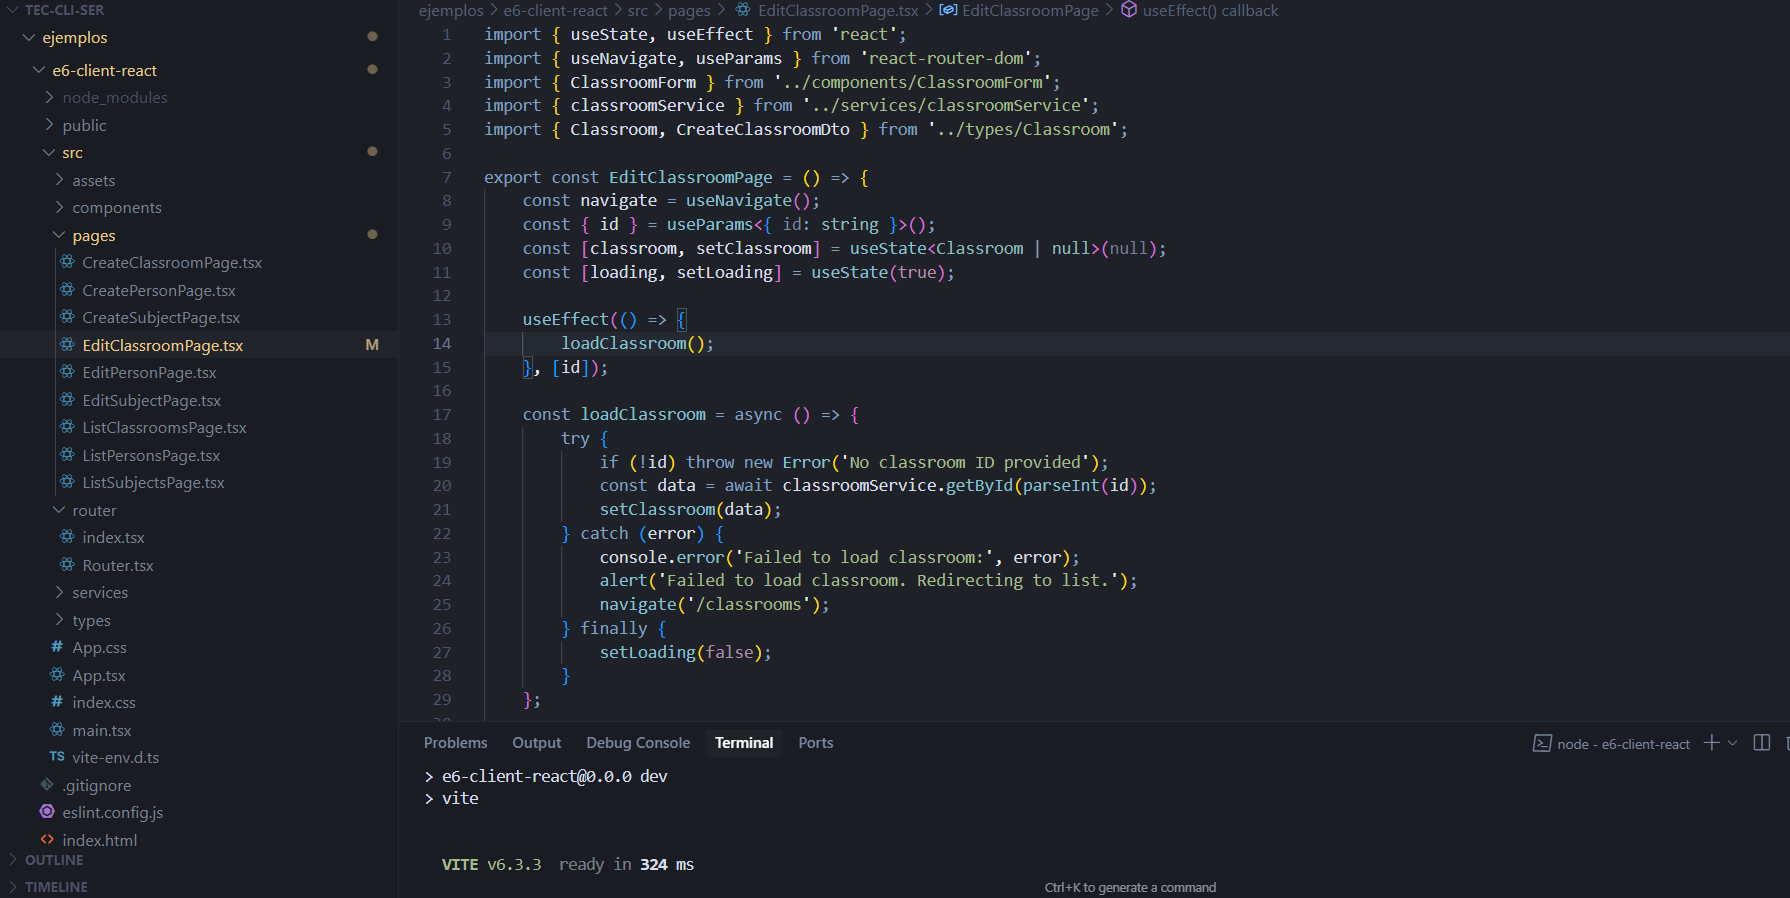 TEC-CLI-SER
ejemplos
e6-client-react
node_modules
public
src
assets
components
pages
CreateClassroomPage.tsx
CreatePersonPage.tsx
CreateSubjectPage.tsx
EditClassroomPage.tsx M
EditPersonPage.tsx
EditSubjectPage.tsx
ListClassroomsPage.tsx
ListPersonsPage.tsx
ListSubjectsPage.tsx
router
index.tsx
Router.tsx
services
types
# App.css
App.tsx
# index.css
main.tsx
TS vite-env.d.ts
.gitignore
eslint.config.js
<> index.html
OUTLINE
TIMELINE
ejemplos > e6-client-react > src > pages > EditClassroomPage.tsx > EditClassroomPage > useEffect() callback
1 import { useState, useEffect } from 'react';
2 import { useNavigate, useParams } from 'react-router-dom';
3 import { ClassroomForm } from '../components/ClassroomForm';
4 import { classroomService } from '../services/classroomService';
5 import { Classroom, CreateClassroomDto } from '../types/Classroom';
6
7 export const EditClassroomPage = () => {
8 const navigate = useNavigate();
9 const { id } = useParams<{ id: string }>();
10 const [classroom, setClassroom] = useState<Classroom | null>(null);
11 const [loading, setLoading] = useState(true);
12
13 useEffect(() => {
14 loadClassroom();
15 }, [id]);
16
17 const loadClassroom = async () => {
18 try {
19 if (!id) throw new Error('No classroom ID provided');
20 const data = await classroomService.getById(parseInt(id));
21 setClassroom(data);
22 } catch (error) {
23 console.error('Failed to load classroom:', error);
24 alert('Failed to load classroom. Redirecting to list.');
25 navigate('/classrooms');
26 } finally {
27 setLoading(false);
28 }
29 };
Problems Output Debug Console Terminal Ports
node - e6-client-react
> e6-client-react@0.0.0 dev
> vite
VITE v6.3.3 ready in 324 ms
Ctrl+K to generate a command